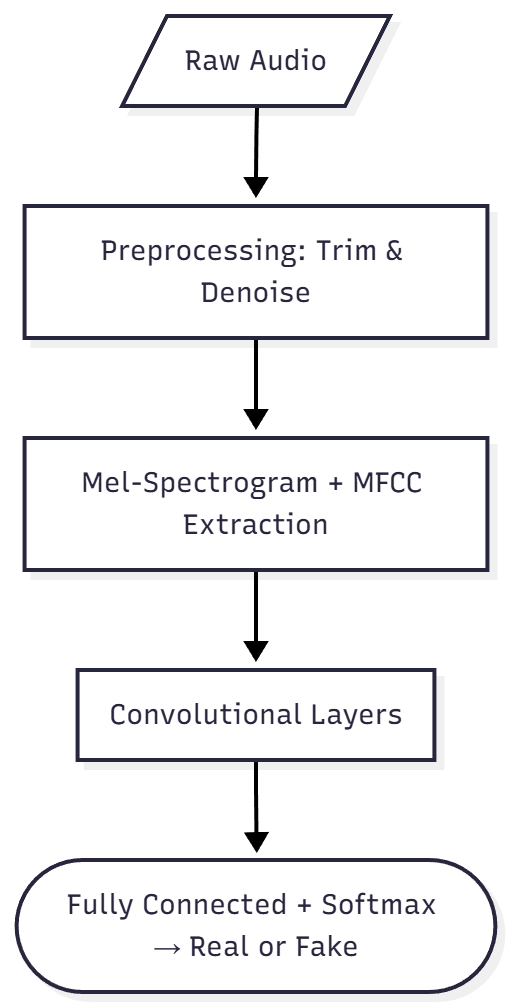 Raw Audio
Preprocessing: Trim &
Denoise
Mel-Spectrogram + MFCC
Extraction
Convolutional Layers
Fully Connected + Softmax
→ Real or Fake